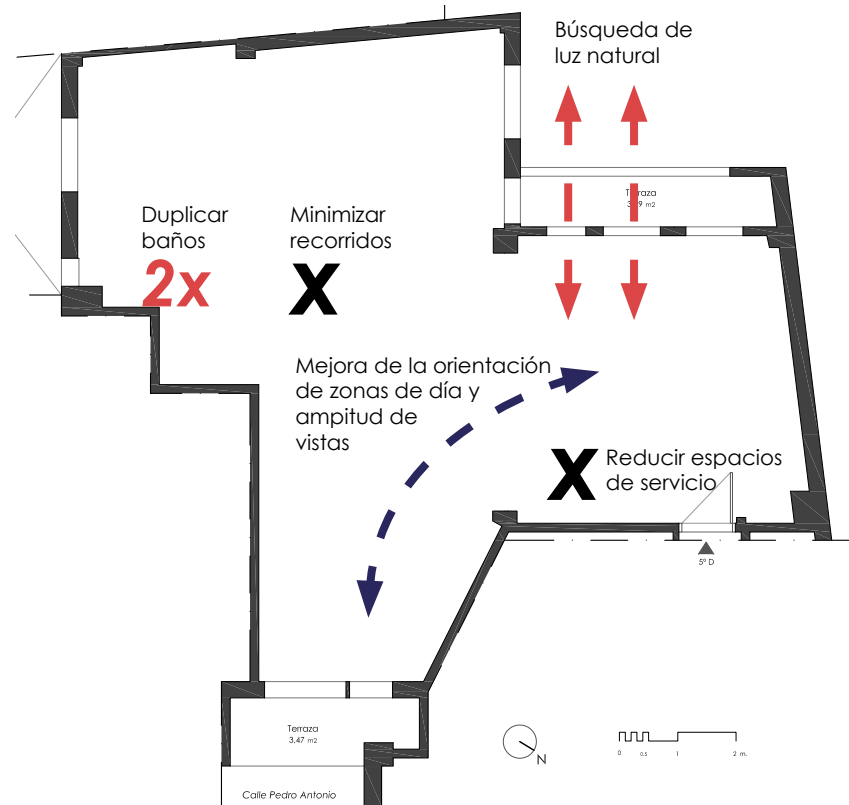 Búsqueda de
luz natural
Terraza
m2
Duplicar
baños
2x
Minimizar
recorridos
X
Mejora de la orientación
de zonas de día y
ampitud de
vistas
X
Reducir espacios
de servicio
5º D
Terraza
3,47 m2
Calle Pedro Antonio
N
0 0.5 1 2 m.